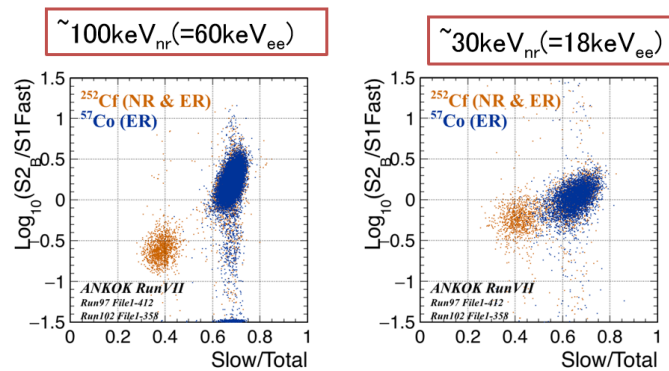 ~100keVnr(=60keVee)
~30keVnr(=18keVee)
Log10(S2B/S1Fast)
1.5
1
0.5
0
−0.5
−1
−1.5
252Cf (NR & ER)
57Co (ER)
ANKOK RunVII
Run97 File1-412
Run102 File1-358
0 0.2 0.4 0.6 0.8 1
Slow/Total
Log10(S2B/S1Fast)
1.5
1
0.5
0
−0.5
−1
−1.5
252Cf (NR & ER)
57Co (ER)
ANKOK RunVII
Run97 File1-412
Run102 File1-358
0 0.2 0.4 0.6 0.8 1
Slow/Total